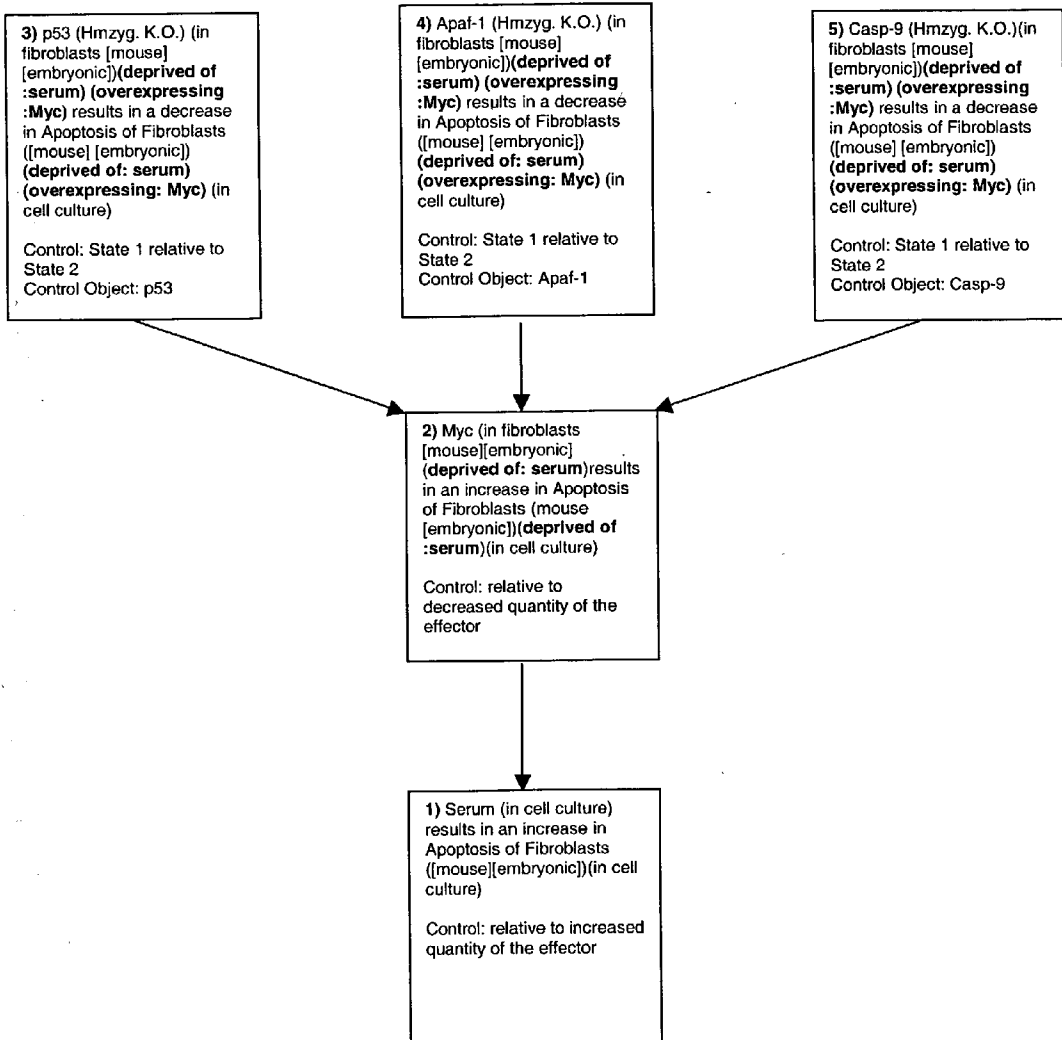 3) p53 (Hmzyg. K.O.) (in
fibroblasts [mouse]
[embryonic])(deprived of
:serum) (overexpressing
:Myc) results in a decrease
in Apoptosis of Fibroblasts
([mouse] [embryonic])
(deprived of: serum)
(overexpressing: Myc) (in
cell culture)
Control: State 1 relative to
State 2
Control Object: p53
4) Apaf-1 (Hmzyg. K.O.) (in
fibroblasts [mouse]
[embryonic])(deprived of
:serum) (overexpressing
:Myc) results in a decrease
in Apoptosis of Fibroblasts
([mouse] [embryonic])
(deprived of: serum)
(overexpressing: Myc) (in
cell culture)
Control: State 1 relative to
State 2
Control Object: Apaf-1
5) Casp-9 (Hmzyg. K.O.)(in
fibroblasts [mouse]
[embryonic])(deprived of
:serum) (overexpressing
:Myc) results in a decrease
in Apoptosis of Fibroblasts
([mouse] [embryonic])
(deprived of: serum)
(overexpressing: Myc) (in
cell culture)
Control: State 1 relative to
State 2
Control Object: Casp-9
2) Myc (in fibroblasts
[mouse][embryonic]
(deprived of: serum)results
in an increase in Apoptosis
of Fibroblasts (mouse
[embryonic])(deprived of
:serum)(in cell culture)
Control: relative to
decreased quantity of the
effector
1) Serum (in cell culture)
results in an increase in
Apoptosis of Fibroblasts
([mouse][embryonic])(in cell
culture)
Control: relative to increased
quantity of the effector